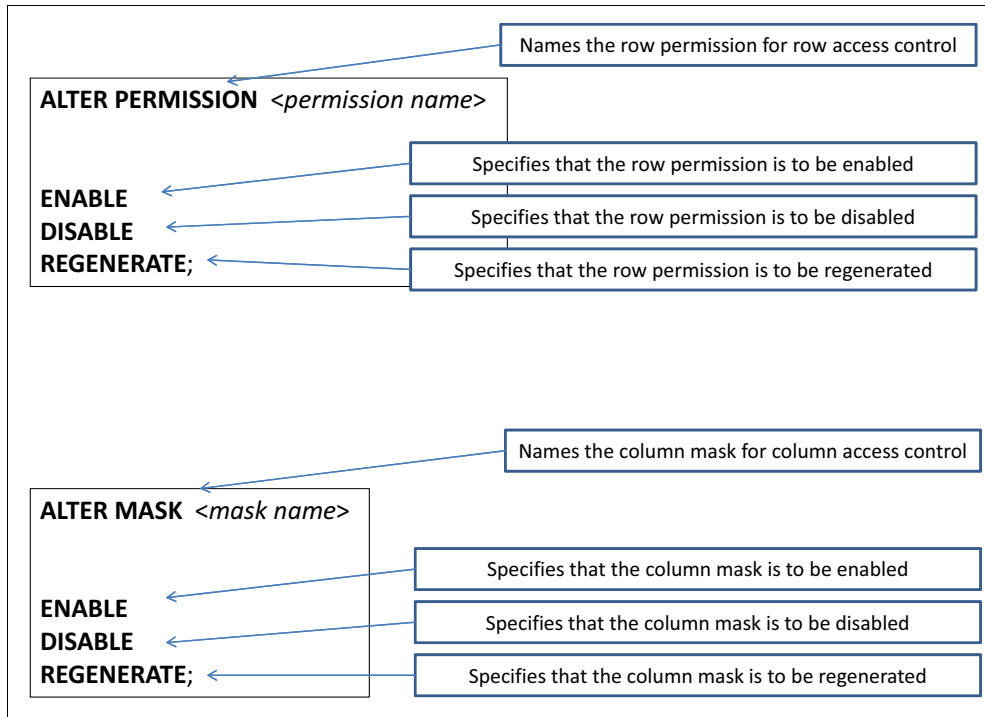 Names the row permission for row access control
ALTER PERMISSION <permission name>
Specifies that the row permission is to be enabled
ENABLE
Specifies that the row permission is to be disabled
DISABLE
Specifies that the row permission is to be regenerated
REGENERATE;
Names the column mask for column access control
ALTER MASK <mask name>
Specifies that the column mask is to be enabled
ENABLE
Specifies that the column mask is to be disabled
DISABLE
Specifies that the column mask is to be regenerated
REGENERATE;